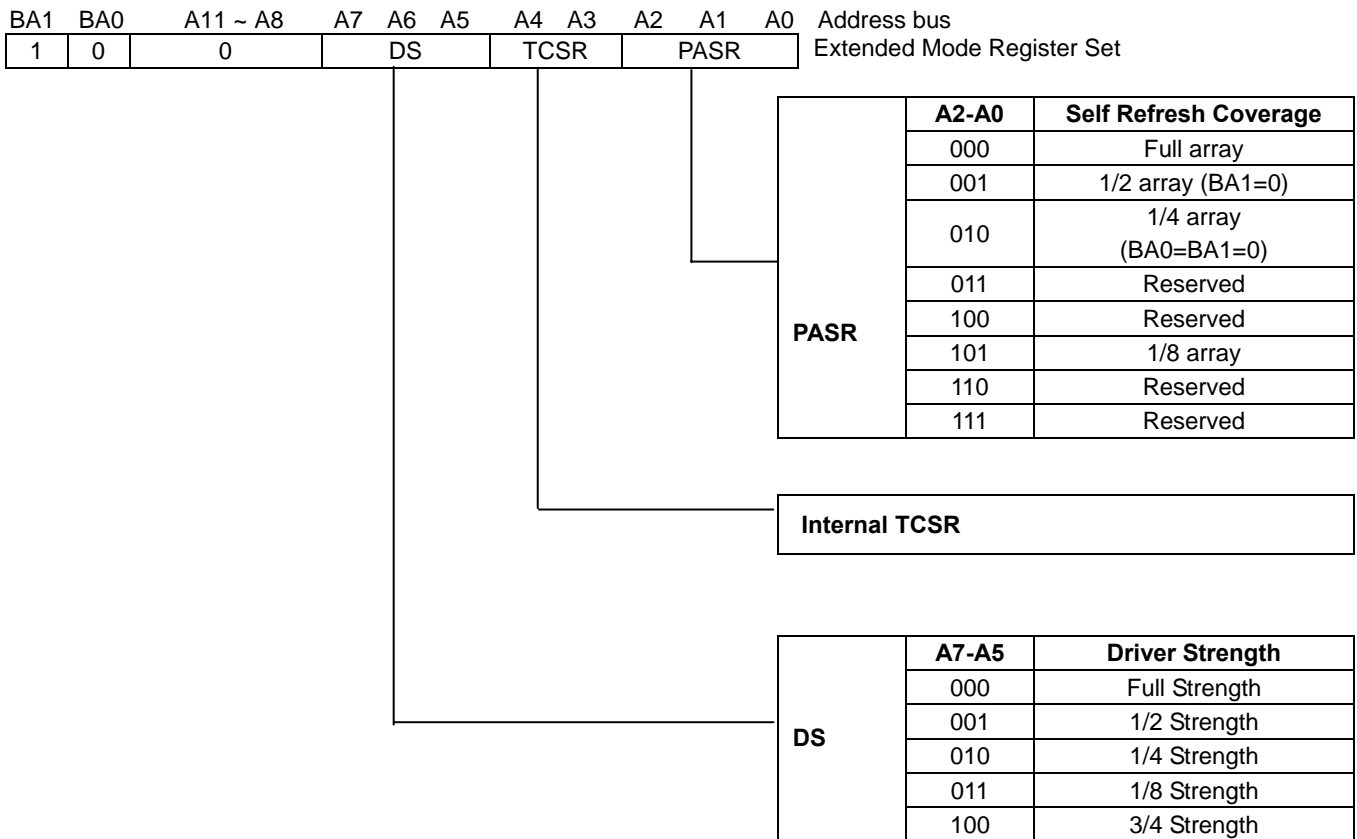 BA1 BA0 A11 ~ A8 A7 A6 A5 A4 A3 A2 A1 A0 Address bus
1 0 0 DS TCSR PASR Extended Mode Register Set
A2-A0 Self Refresh Coverage
000 Full array
001 1/2 array (BA1=0)
010 1/4 array
(BA0=BA1=0)
011 Reserved
PASR
100 Reserved
101 1/8 array
110 Reserved
111 Reserved
Internal TCSR
A7-A5 Driver Strength
000 Full Strength
DS
001 1/2 Strength
010 1/4 Strength
011 1/8 Strength
100 3/4 Strength